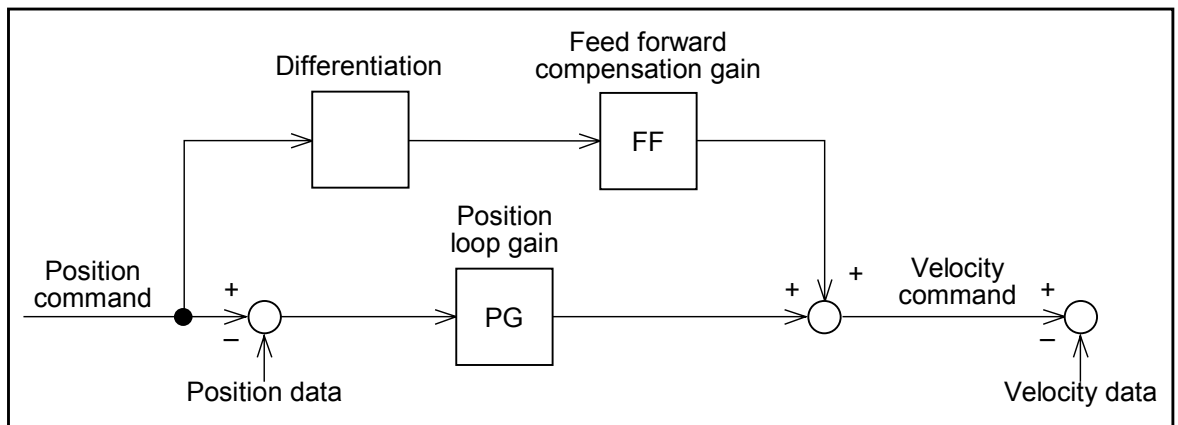 Differentiation
Feed forward
compensation gain
FF
Position
loop gain
PG
Position
command
+
−
Position data
+
+
Velocity
command
+
−
Velocity data